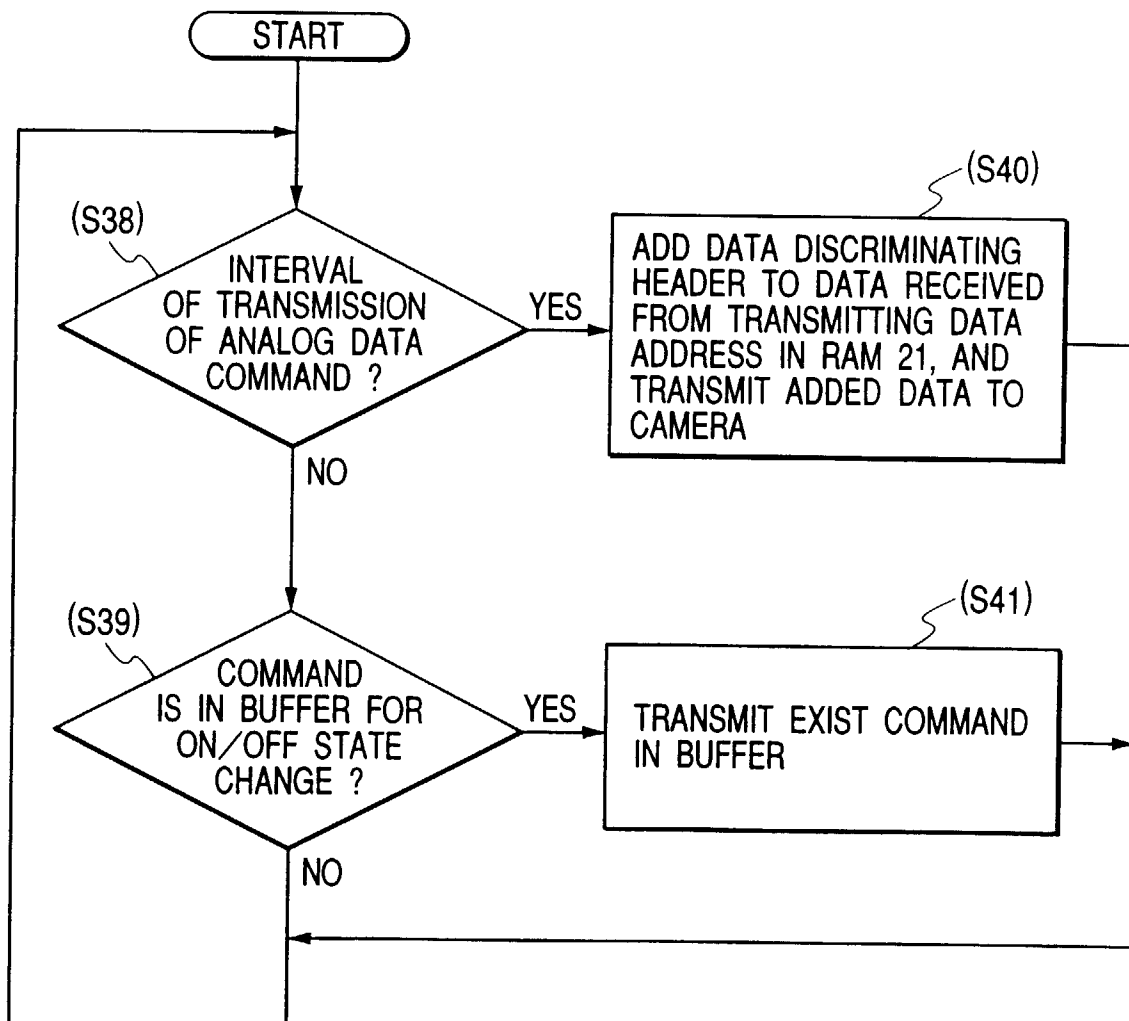 START
(S38)
INTERVAL
OF TRANSMISSION
OF ANALOG DATA
COMMAND ?
YES
NO
(S40)
ADD DATA DISCRIMINATING
HEADER TO DATA RECEIVED
FROM TRANSMITTING DATA
ADDRESS IN RAM 21, AND
TRANSMIT ADDED DATA TO
CAMERA
(S39)
COMMAND
IS IN BUFFER FOR
ON/OFF STATE
CHANGE ?
YES
NO
(S41)
TRANSMIT EXIST COMMAND
IN BUFFER